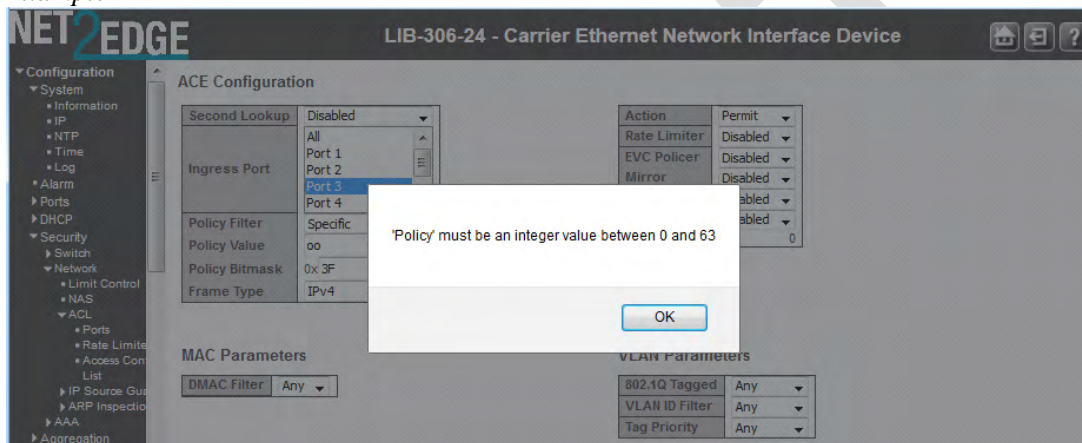 NET2EDGE
LIB-306-24 - Carrier Ethernet Network Interface Device
?
Configuration
System
Information
IP
NTP
Time
Log
Alarm
Ports
DHCP
Security
Switch
Network
Limit Control
NAS
ACL
Ports
Rate Limite
Access Con
List
IP Source Gua
ARP Inspectio
AAA
Aggregation
ACE Configuration
Second Lookup Disabled
Ingress Port
All
Port 1
Port 2
Port 3
Port 4
Policy Filter Specific
Policy Value oo
Policy Bitmask 0x 3F
Frame Type IPv4
Action Permit
Rate Limiter Disabled
EVC Policer Disabled
Mirror Disabled
abled
abled
0
'Policy' must be an integer value between 0 and 63
OK
MAC Parameters
DMAC Filter Any
VLAN Parameters
802.1Q Tagged Any
VLAN ID Filter Any
Tag Priority Any